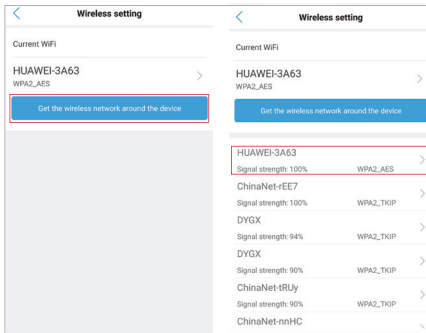 Wireless setting
Current WiFi
HUAWEI-3A63
WPA2_AES
Get the wireless network around the device
Wireless setting
Current WiFi
HUAWEI-3A63
WPA2_AES
Get the wireless network around the device
HUAWEI-3A63
Signal strength: 100% WPA2_AES
ChinaNet-rEE7
Signal strength: 100% WPA2_TKIP
DYGX
Signal strength: 94% WPA2_TKIP
DYGX
Signal strength: 90% WPA2_TKIP
ChinaNet-tRUy
Signal strength: 90% WPA2_TKIP
ChinaNet-nnHC